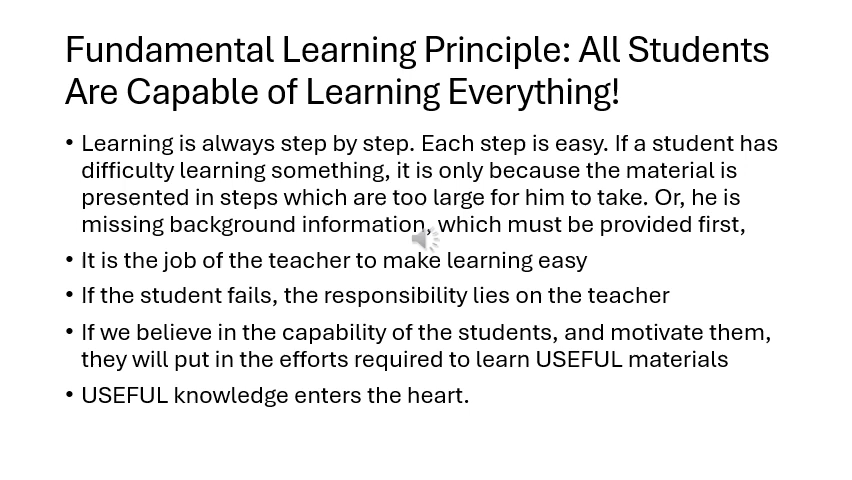 Fundamental Learning Principle: All Students
Are Capable of Learning Everything!
• Learning is always step by step. Each step is easy. If a student has
difficulty learning something, it is only because the material is
presented in steps which are too large for him to take. Or, he is
missing background information, which must be provided first,
• It is the job of the teacher to make learning easy
• If the student fails, the responsibility lies on the teacher
• If we believe in the capability of the students, and motivate them,
they will put in the efforts required to learn USEFUL materials
• USEFUL knowledge enters the heart.